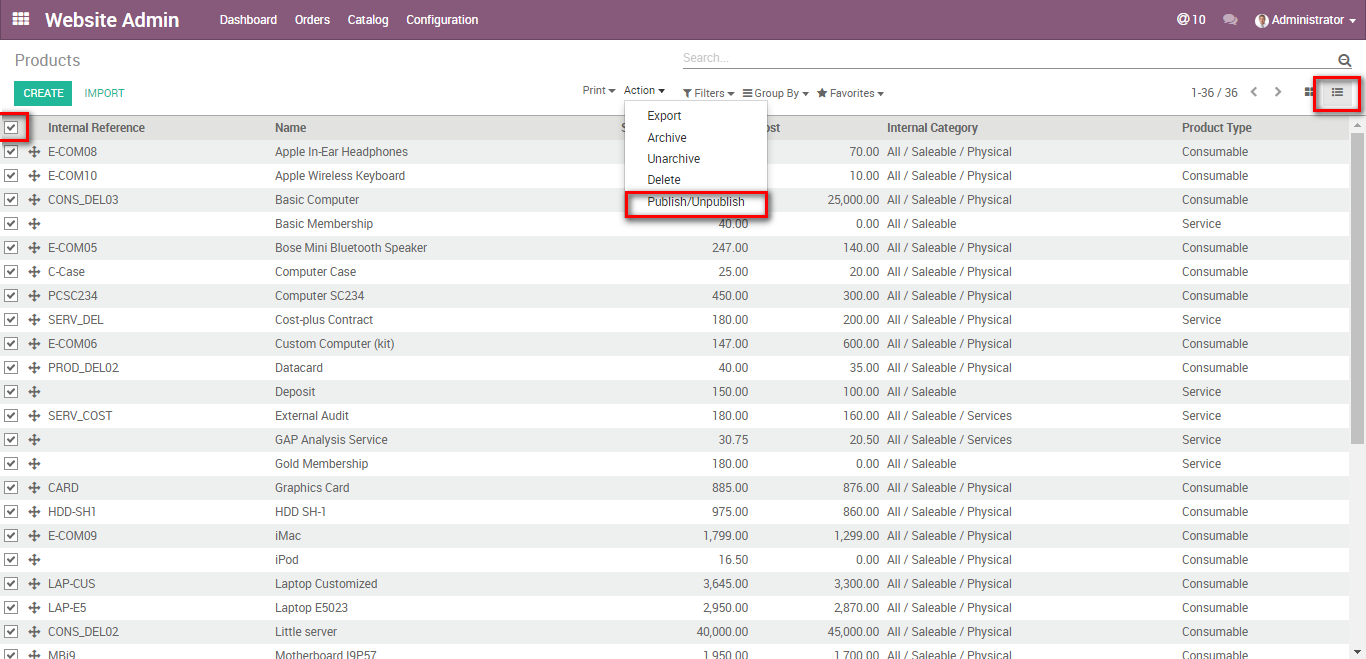 Website Admin Dashboard Orders Catalog Configuration @10 Administrator
Products Search...
CREATE IMPORT Print Action Filters Group By Favorites 1-36 / 36
Export
Archive
Unarchive
Delete
Publish/Unpublish
Internal Reference Name S ost Internal Category Product Type
E-COM08 Apple In-Ear Headphones 70.00 All / Saleable / Physical Consumable
E-COM10 Apple Wireless Keyboard 10.00 All / Saleable / Physical Consumable
CONS_DEL03 Basic Computer 25,000.00 All / Saleable / Physical Consumable
Basic Membership 40.00 0.00 All / Saleable Service
E-COM05 Bose Mini Bluetooth Speaker 247.00 140.00 All / Saleable / Physical Consumable
C-Case Computer Case 25.00 20.00 All / Saleable / Physical Consumable
PCSC234 Computer SC234 450.00 300.00 All / Saleable / Physical Consumable
SERV_DEL Cost-plus Contract 180.00 200.00 All / Saleable / Physical Service
E-COM06 Custom Computer (kit) 147.00 600.00 All / Saleable / Physical Consumable
PROD_DEL02 Datacard 40.00 35.00 All / Saleable / Physical Consumable
Deposit 150.00 100.00 All / Saleable Service
SERV_COST External Audit 180.00 160.00 All / Saleable / Services Service
GAP Analysis Service 30.75 20.50 All / Saleable / Services Service
Gold Membership 180.00 0.00 All / Saleable Service
CARD Graphics Card 885.00 876.00 All / Saleable / Physical Consumable
HDD-SH1 HDD SH-1 975.00 860.00 All / Saleable / Physical Consumable
E-COM09 iMac 1,799.00 1,299.00 All / Saleable / Physical Consumable
iPod 16.50 0.00 All / Saleable / Physical Consumable
LAP-CUS Laptop Customized 3,645.00 3,300.00 All / Saleable / Physical Consumable
LAP-E5 Laptop E5023 2,950.00 2,870.00 All / Saleable / Physical Consumable
CONS_DEL02 Little server 40,000.00 45,000.00 All / Saleable / Physical Consumable
MBi9 Motherboard I9P57 1,950.00 1,700.00 All / Saleable / Physical Consumable